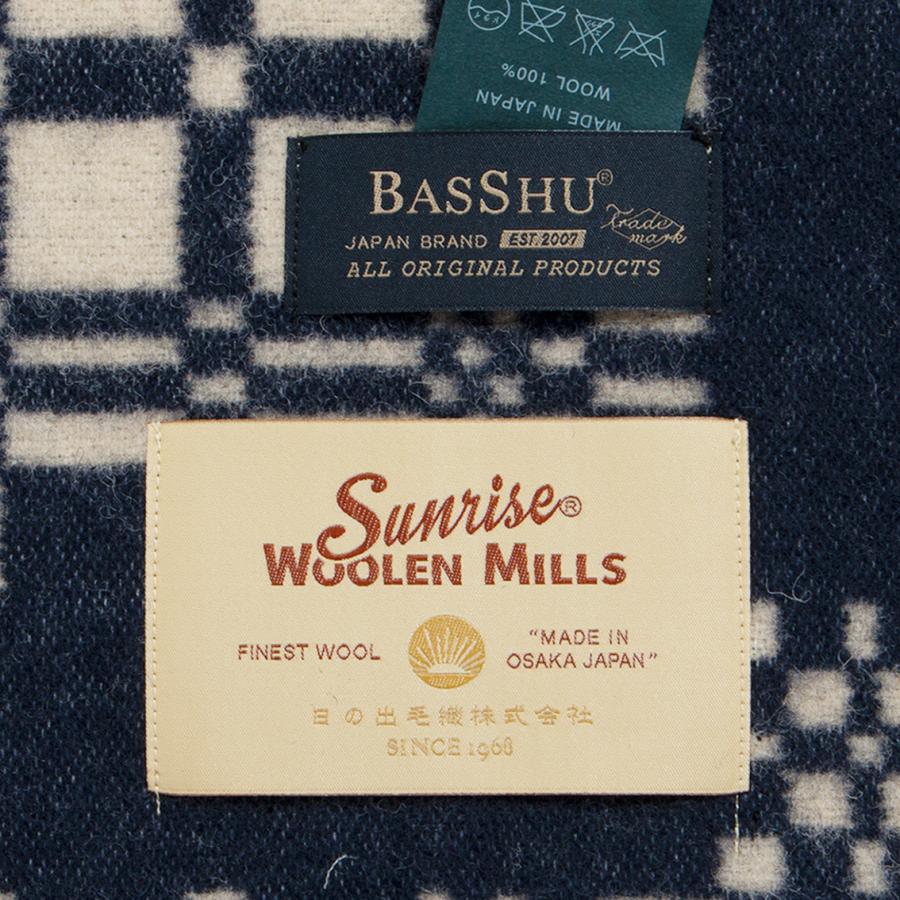 WOOL 100%
MADE IN JAPAN
BASSHU®
JAPAN BRAND EST 2007 Trade mark
ALL ORIGINAL PRODUCTS
Sunrise®
WOOLEN MILLS
FINEST WOOL
"MADE IN
OSAKA JAPAN"
日の出毛織株式会社
SINCE 1968